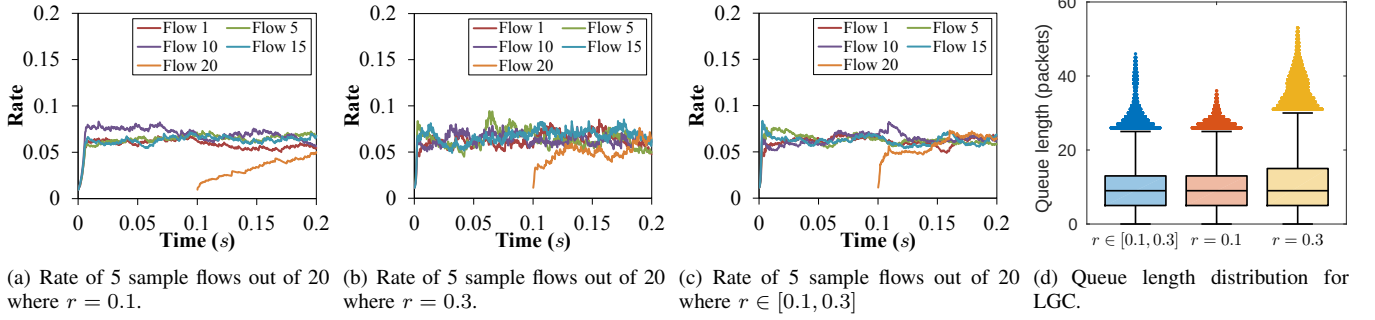 0.2
0.15
0.1
0.05
0
Rate
Flow 1
Flow 5
Flow 10
Flow 15
Flow 20
0
0.05
0.1
0.15
0.2
Time (s)
(a) Rate of 5 sample flows out of 20
where r = 0.1.
0.2
0.15
0.1
0.05
0
Rate
Flow 1
Flow 5
Flow 10
Flow 15
Flow 20
0
0.05
0.1
0.15
0.2
Time (s)
(b) Rate of 5 sample flows out of 20
where r = 0.3.
0.2
0.15
0.1
0.05
0
Rate
Flow 1
Flow 5
Flow 10
Flow 15
Flow 20
0
0.05
0.1
0.15
0.2
Time (s)
(c) Rate of 5 sample flows out of 20
where r ∈ [0.1, 0.3]
60
40
20
0
Queue length (packets)
r ∈ [0.1, 0.3]
r = 0.1
r = 0.3
(d) Queue length distribution for
LGC.